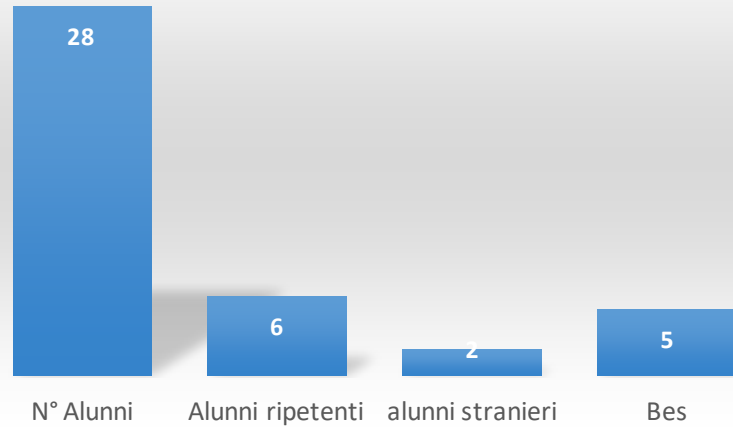 28
6
2
5
N° Alunni
Alunni ripetenti
alunni stranieri
Bes